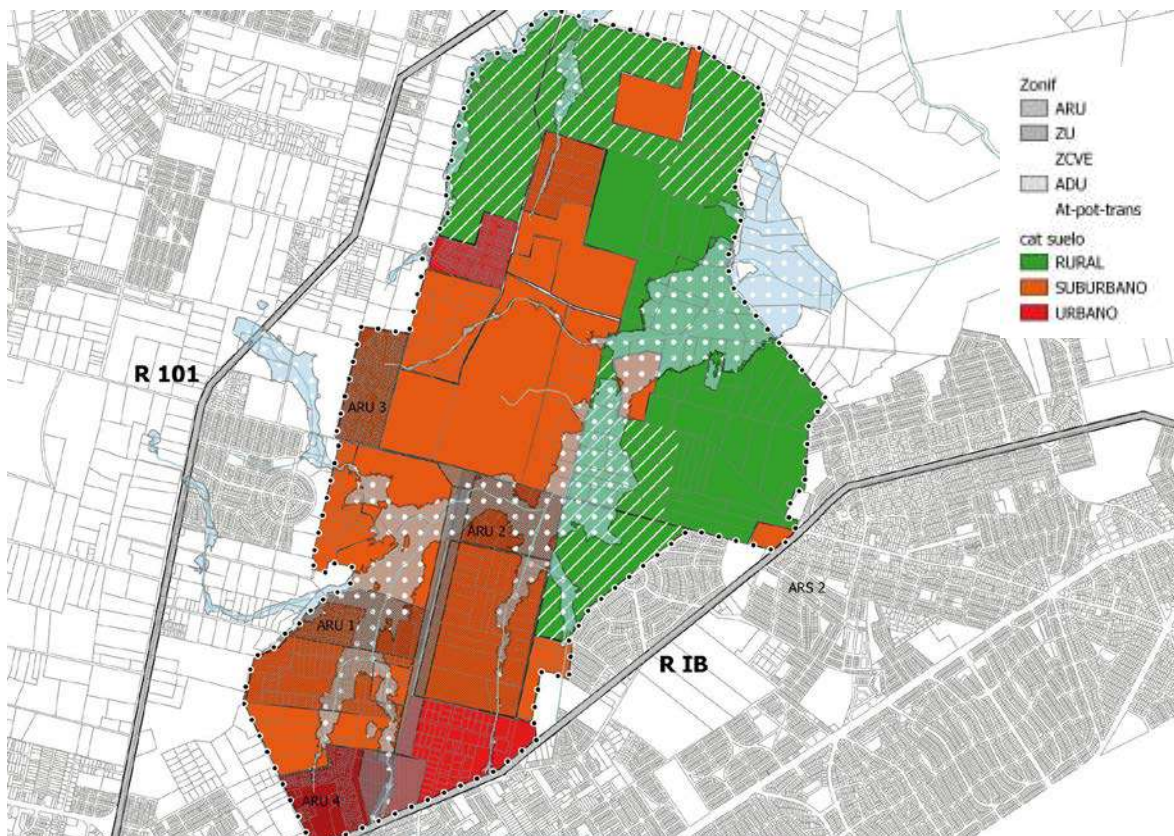 Zonif
ARU
ZU
ZCVE
ADU
At-pot-trans
cat suelo
RURAL
SUBURBANO
URBANO
R 101
ARU 3
ARU 2
ARS 2
ARU 1
R IB
ARU 4